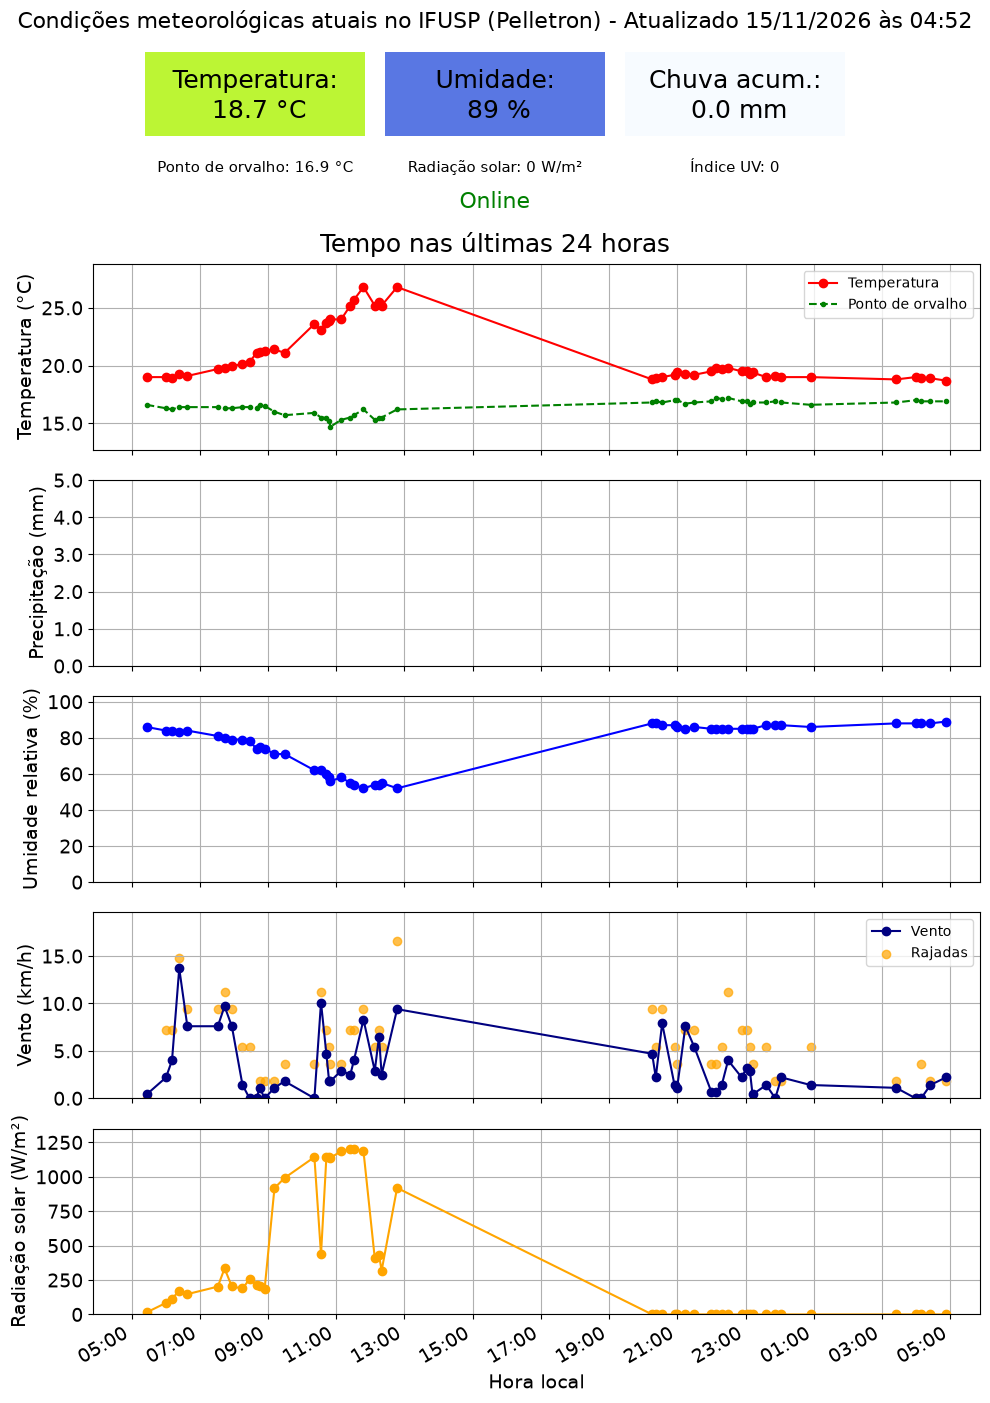 Condições meteorológicas atuais no IFUSP (Pelletron) - Atualizado 15/11/2026 às 04:52
Temperatura:
18.7 °C
Umidade:
89 %
Chuva acum.:
0.0 mm
Ponto de orvalho: 16.9 °C
Radiação solar: 0 W/m²
Índice UV: 0
Online
Tempo nas últimas 24 horas
Temperatura (°C)
25.0
20.0
15.0
Temperatura
Ponto de orvalho
Precipitação (mm)
5.0
4.0
3.0
2.0
1.0
0.0
Umidade relativa (%)
100
80
60
40
20
0
Vento (km/h)
15.0
10.0
5.0
0.0
Vento
Rajadas
Radiação solar (W/m²)
1250
1000
750
500
250
0
05:00
07:00
09:00
11:00
13:00
15:00
17:00
19:00
21:00
23:00
01:00
03:00
05:00
Hora local